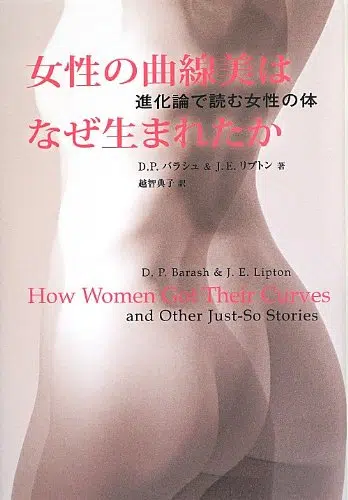 女性の曲線美は
進化論で読む女性の体
なぜ生まれたか
D.P. バラシュ & J.E. リプトン 著
越智典子 訳
D. P. Barash & J. E. Lipton
How Women Got Their Curves
and Other Just-So Stories